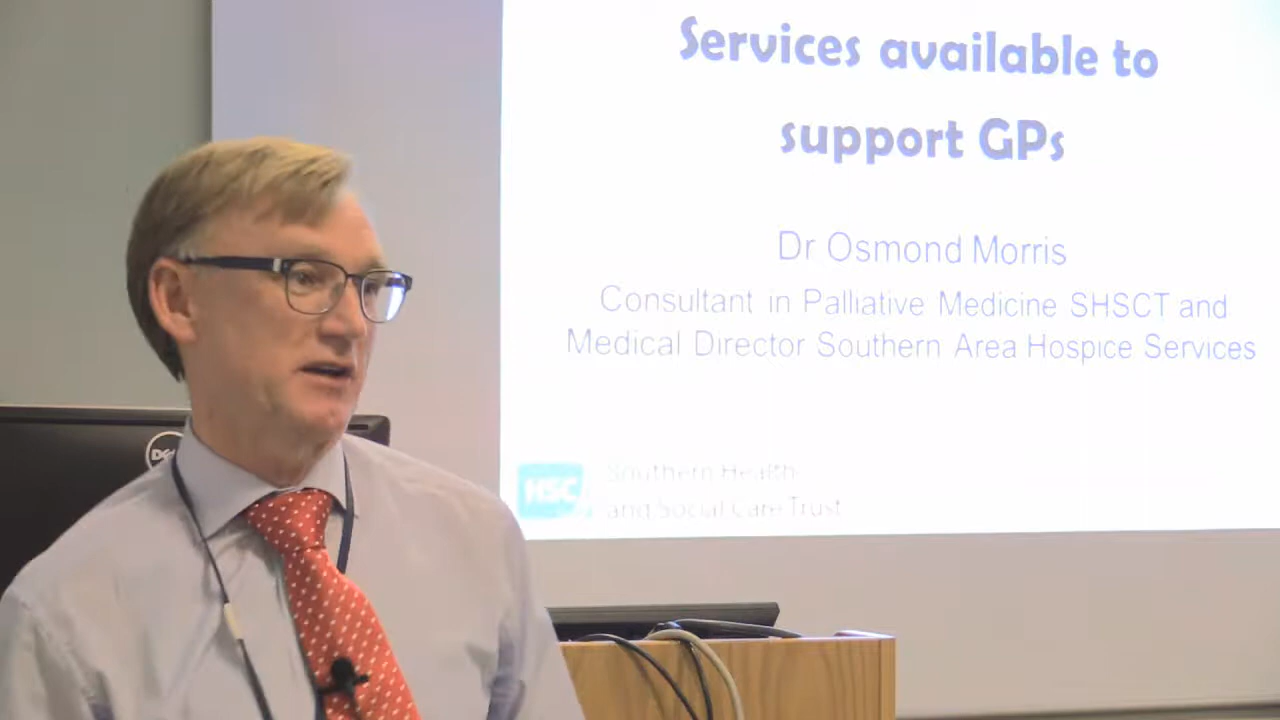 Services available to
support GPs
Dr Osmond Morris
Consultant in Palliative Medicine SHSCT and
Medical Director Southern Area Hospice Services
HSC
Southern Health
and Social Care Trust
DELL